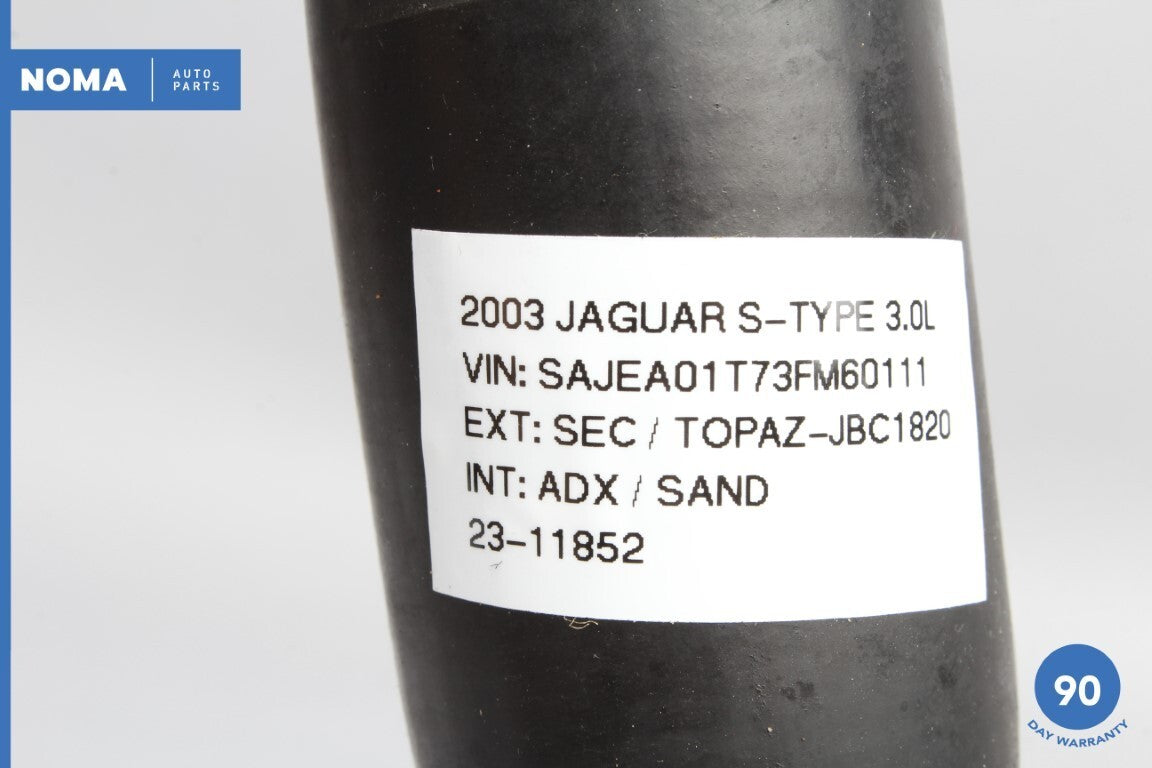 NOMA
AUTO
PARTS
2003 JAGUAR S-TYPE 3.0L
VIN: SAJEA01T73FM60111
EXT: SEC / TOPAZ-JBC1820
INT: ADX / SAND
23-11852
90
DAY WARRANTY